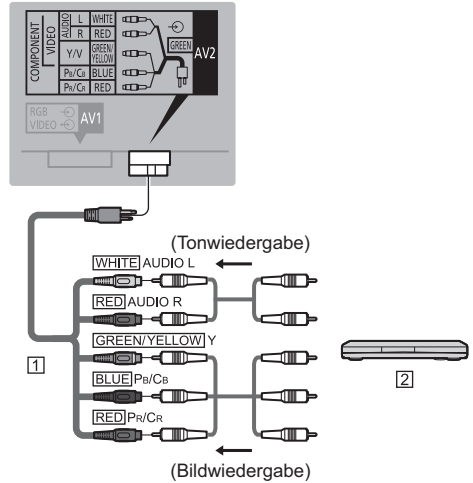 COMPONENT
VIDEO
AUDIO
L WHITE
R RED
Y/V GREEN/YELLOW
PB/CB BLUE
PR/CR RED
GREEN
AV2
RGB
VIDEO
AV1
(Tonwiedergabe)
WHITE AUDIO L
RED AUDIO R
GREEN/YELLOW Y
1
BLUE PB/CB
2
RED PR/CR
(Bildwiedergabe)